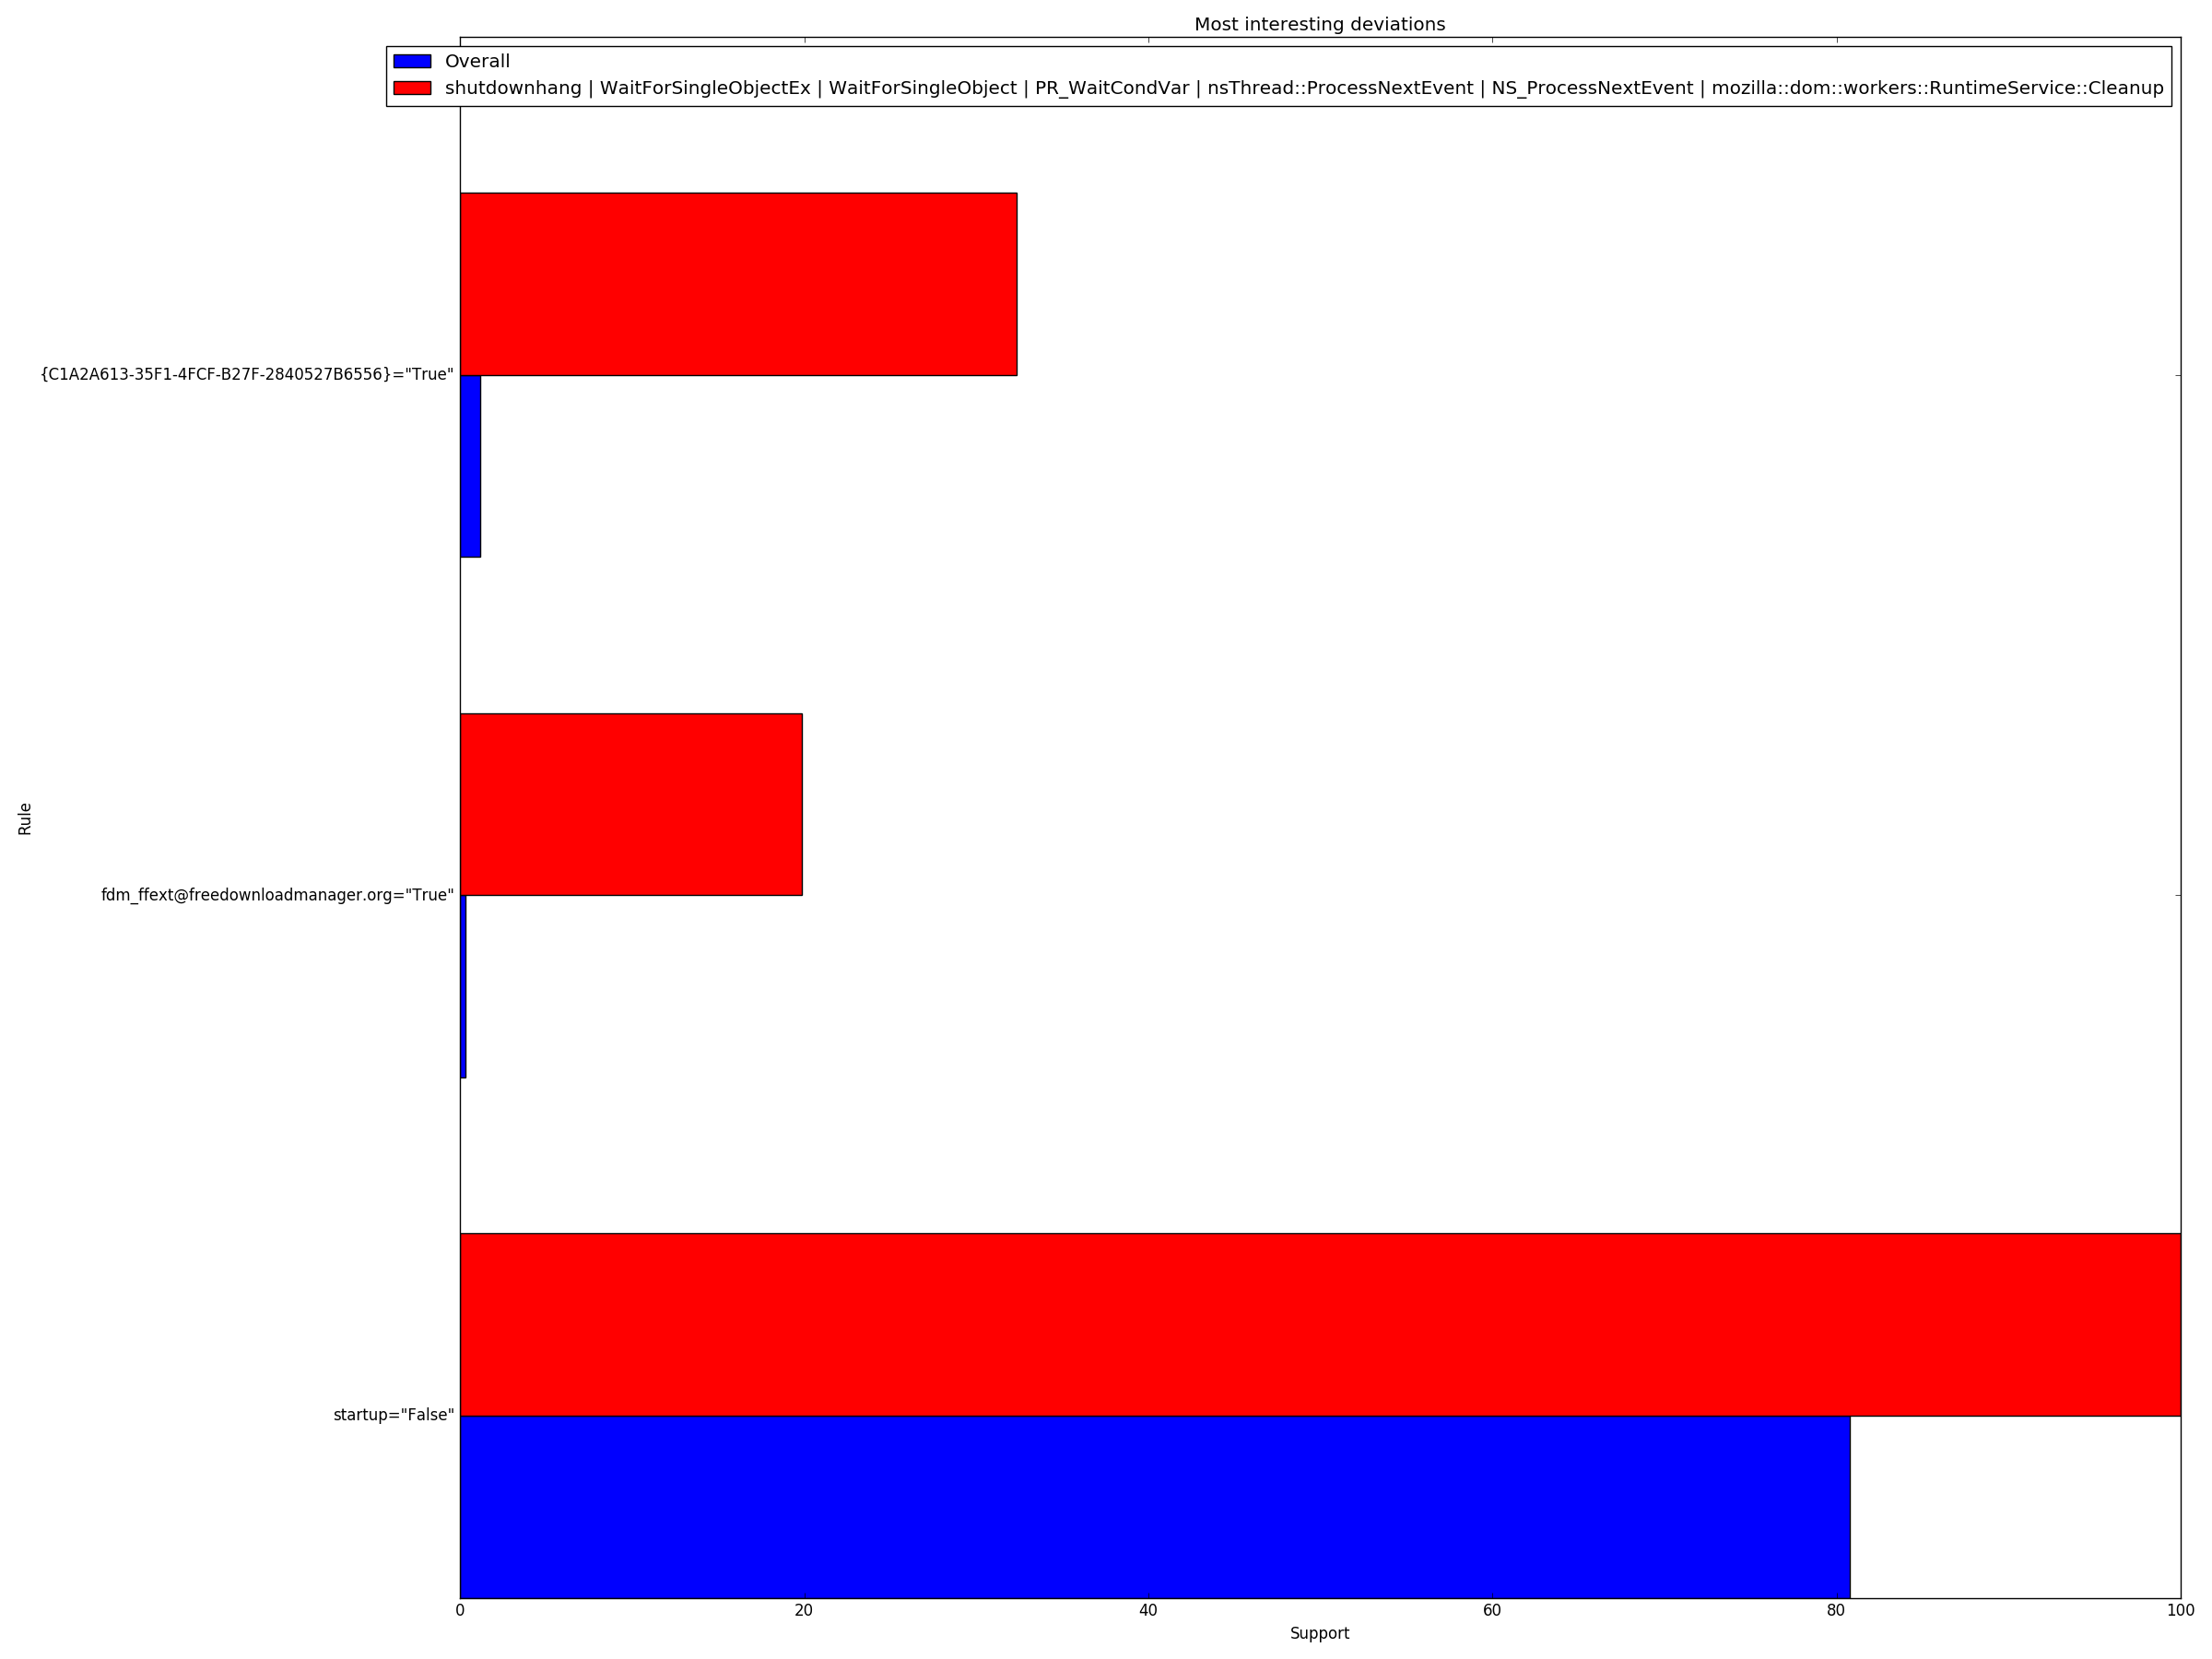 Most interesting deviations
Overall
shutdownhang | WaitForSingleObjectEx | WaitForSingleObject | PR_WaitCondVar | nsThread::ProcessNextEvent | NS_ProcessNextEvent | mozilla::dom::workers::RuntimeService::Cleanup
{C1A2A613-35F1-4FCF-B27F-2840527B6556}="True"
Rule
fdm_ffext@freedownloadmanager.org="True"
startup="False"
0 20 40 60 80 100
Support